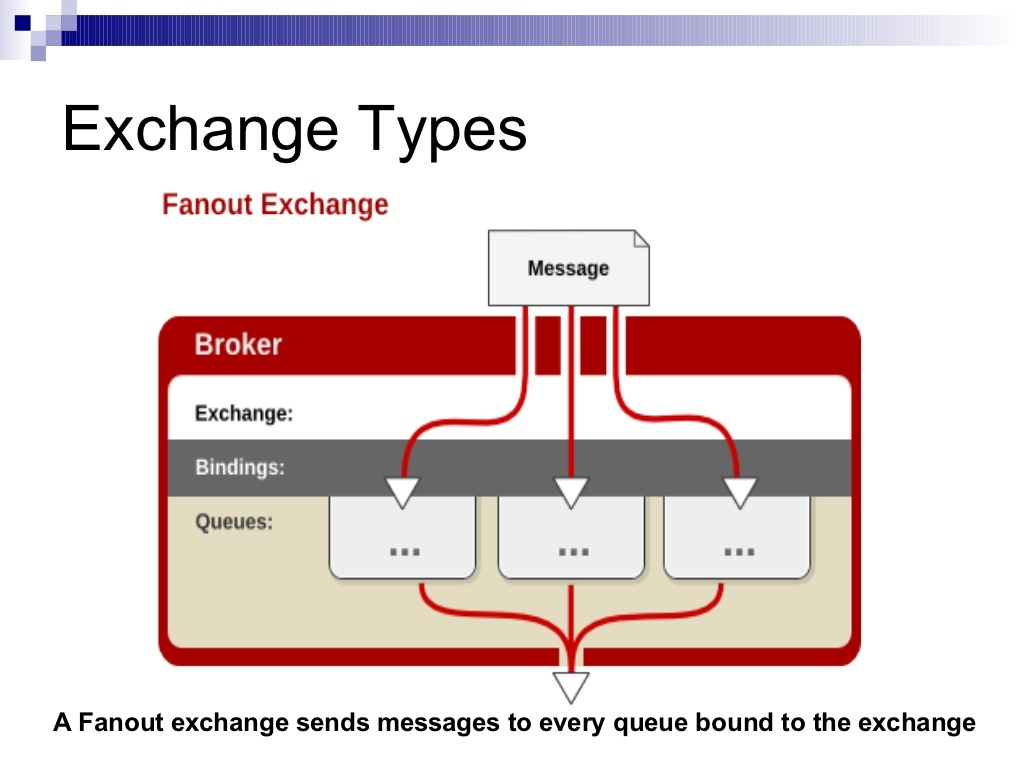 Exchange Types
Fanout Exchange
Message
Broker
Exchange:
Bindings:
Queues:
... ... ...
A Fanout exchange sends messages to every queue bound to the exchange